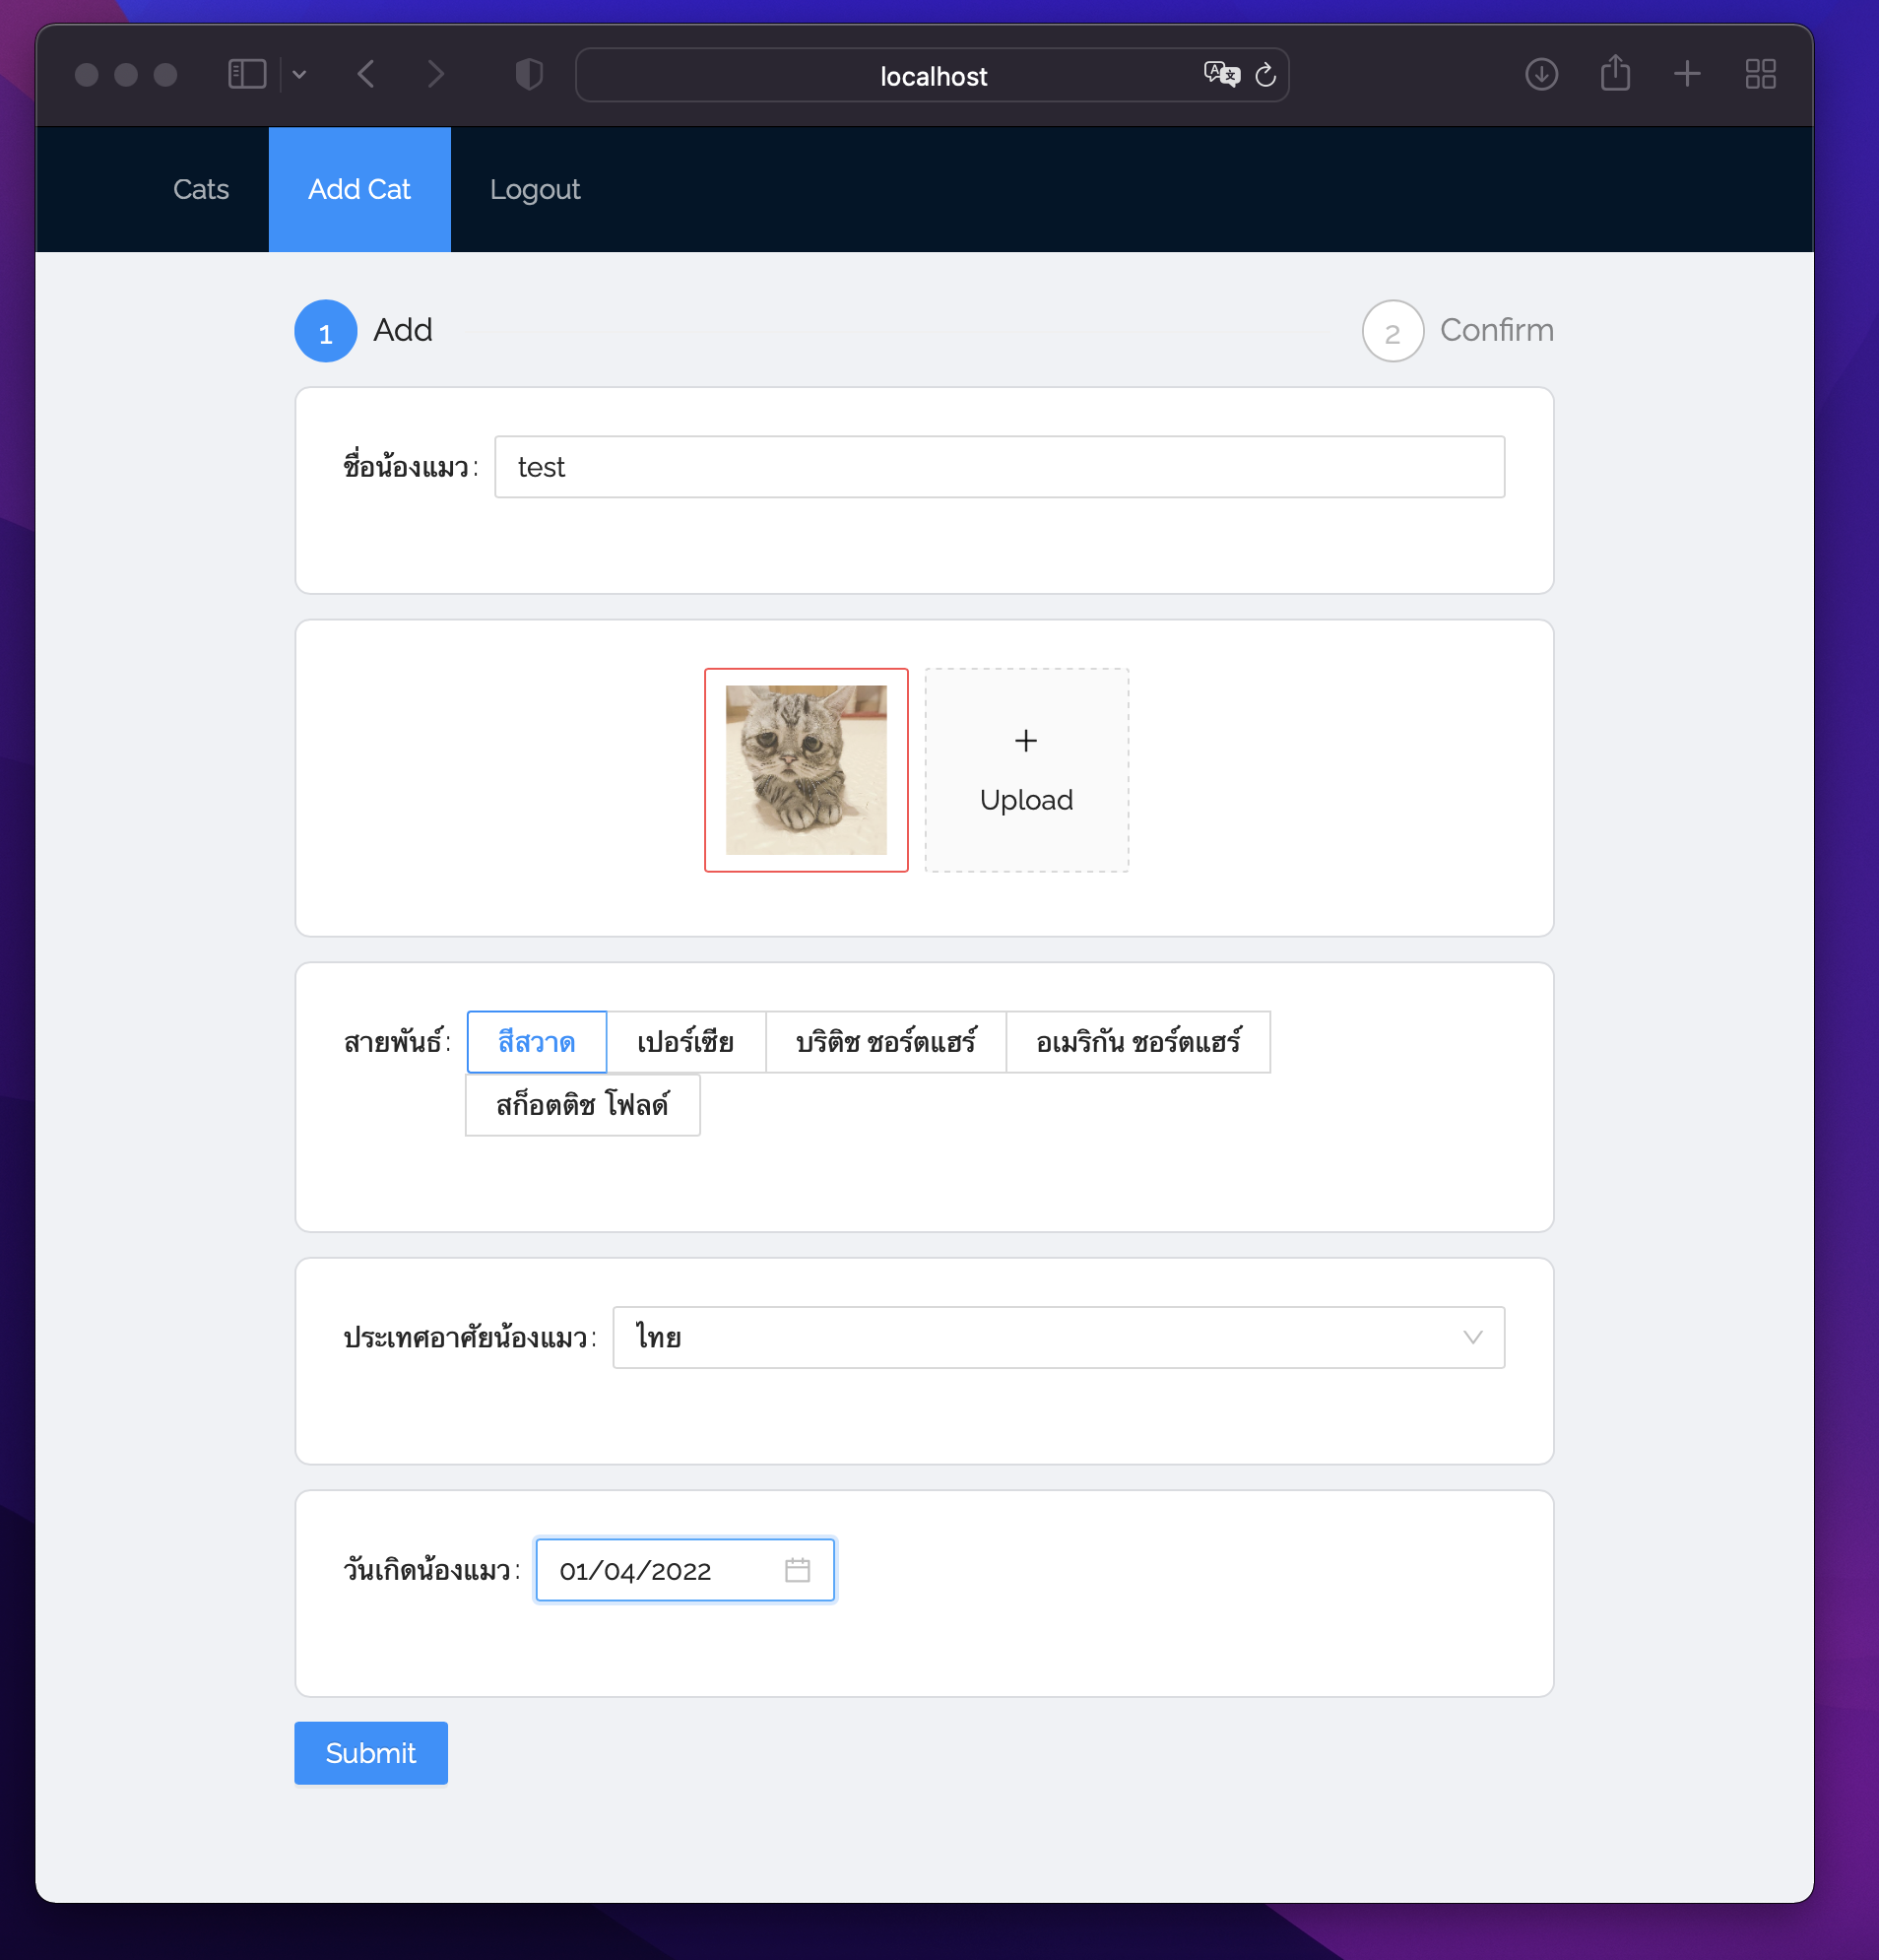 localhost
Cats Add Cat Logout
1 Add 2 Confirm
ชื่อน้องแมว: test
+
Upload
สายพันธ์: สีสวาด เปอร์เซีย บริติช ชอร์ตแฮร์ อเมริกัน ชอร์ตแฮร์
สก็อตติช โฟลด์
ประเทศอาศัยน้องแมว: ไทย
วันเกิดน้องแมว: 01/04/2022
Submit